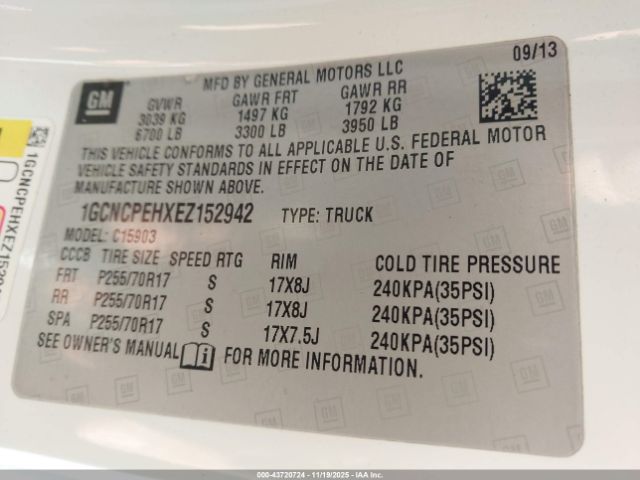 09/13
GM
MFD BY GENERAL MOTORS LLC
GVWR GAWR FRT GAWR RR
3039 KG 1497 KG 1792 KG
6700 LB 3300 LB 3950 LB
THIS VEHICLE CONFORMS TO ALL APPLICABLE U.S. FEDERAL MOTOR
VEHICLE SAFETY STANDARDS IN EFFECT ON THE DATE OF
MANUFACTURE SHOWN ABOVE.
1GCNCPEHXEZ152942 TYPE: TRUCK
MODEL: C15903
CCCB TIRE SIZE SPEED RTG RIM COLD TIRE PRESSURE
FRT P255/70R17 S 17X8J 240KPA(35PSI)
RR P255/70R17 S 17X8J 240KPA(35PSI)
SPA P255/70R17 S 17X7.5J 240KPA(35PSI)
SEE OWNER'S MANUAL i FOR MORE INFORMATION.
000-43720724 - 11/19/2025 - IAAI.COM